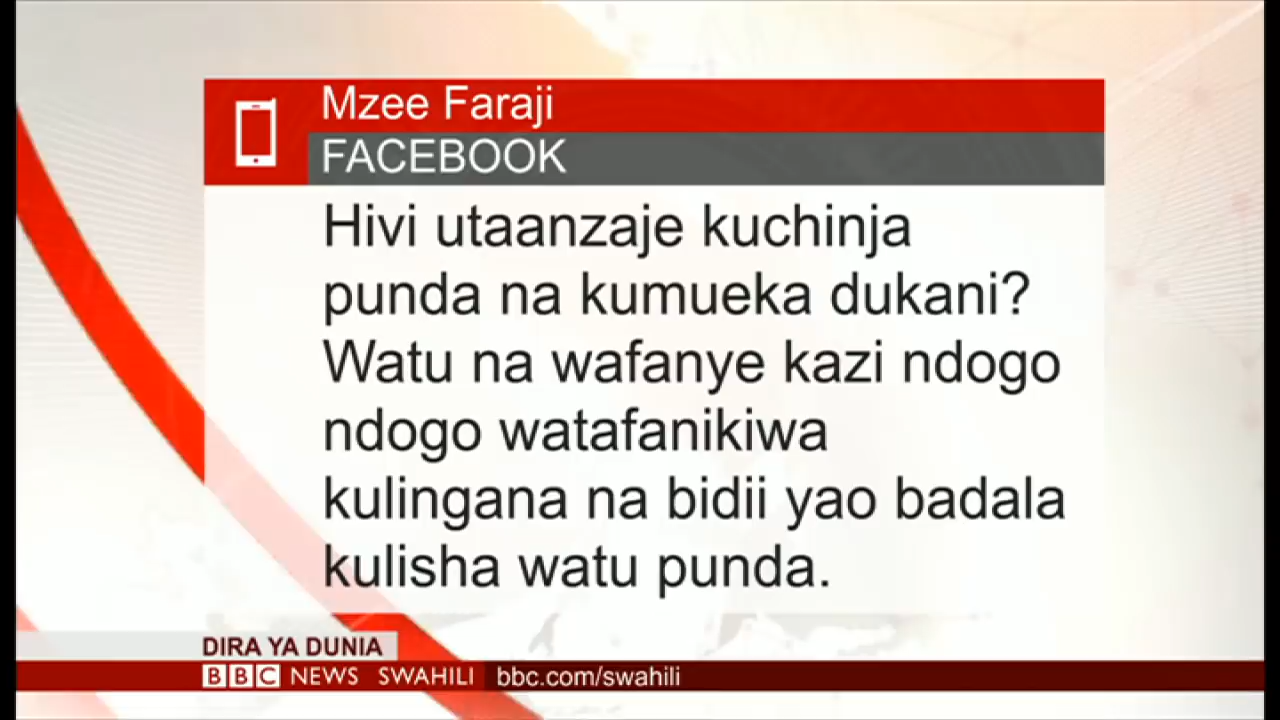 Mzee Faraji
FACEBOOK
Hivi utaanzaje kuchinja
punda na kumueka dukani?
Watu na wafanye kazi ndogo
ndogo watafanikiwa
kulingana na bidii yao badala
kulisha watu punda.
DIRA YA DUNIA
BBC NEWS SWAHILI bbc.com/swahili